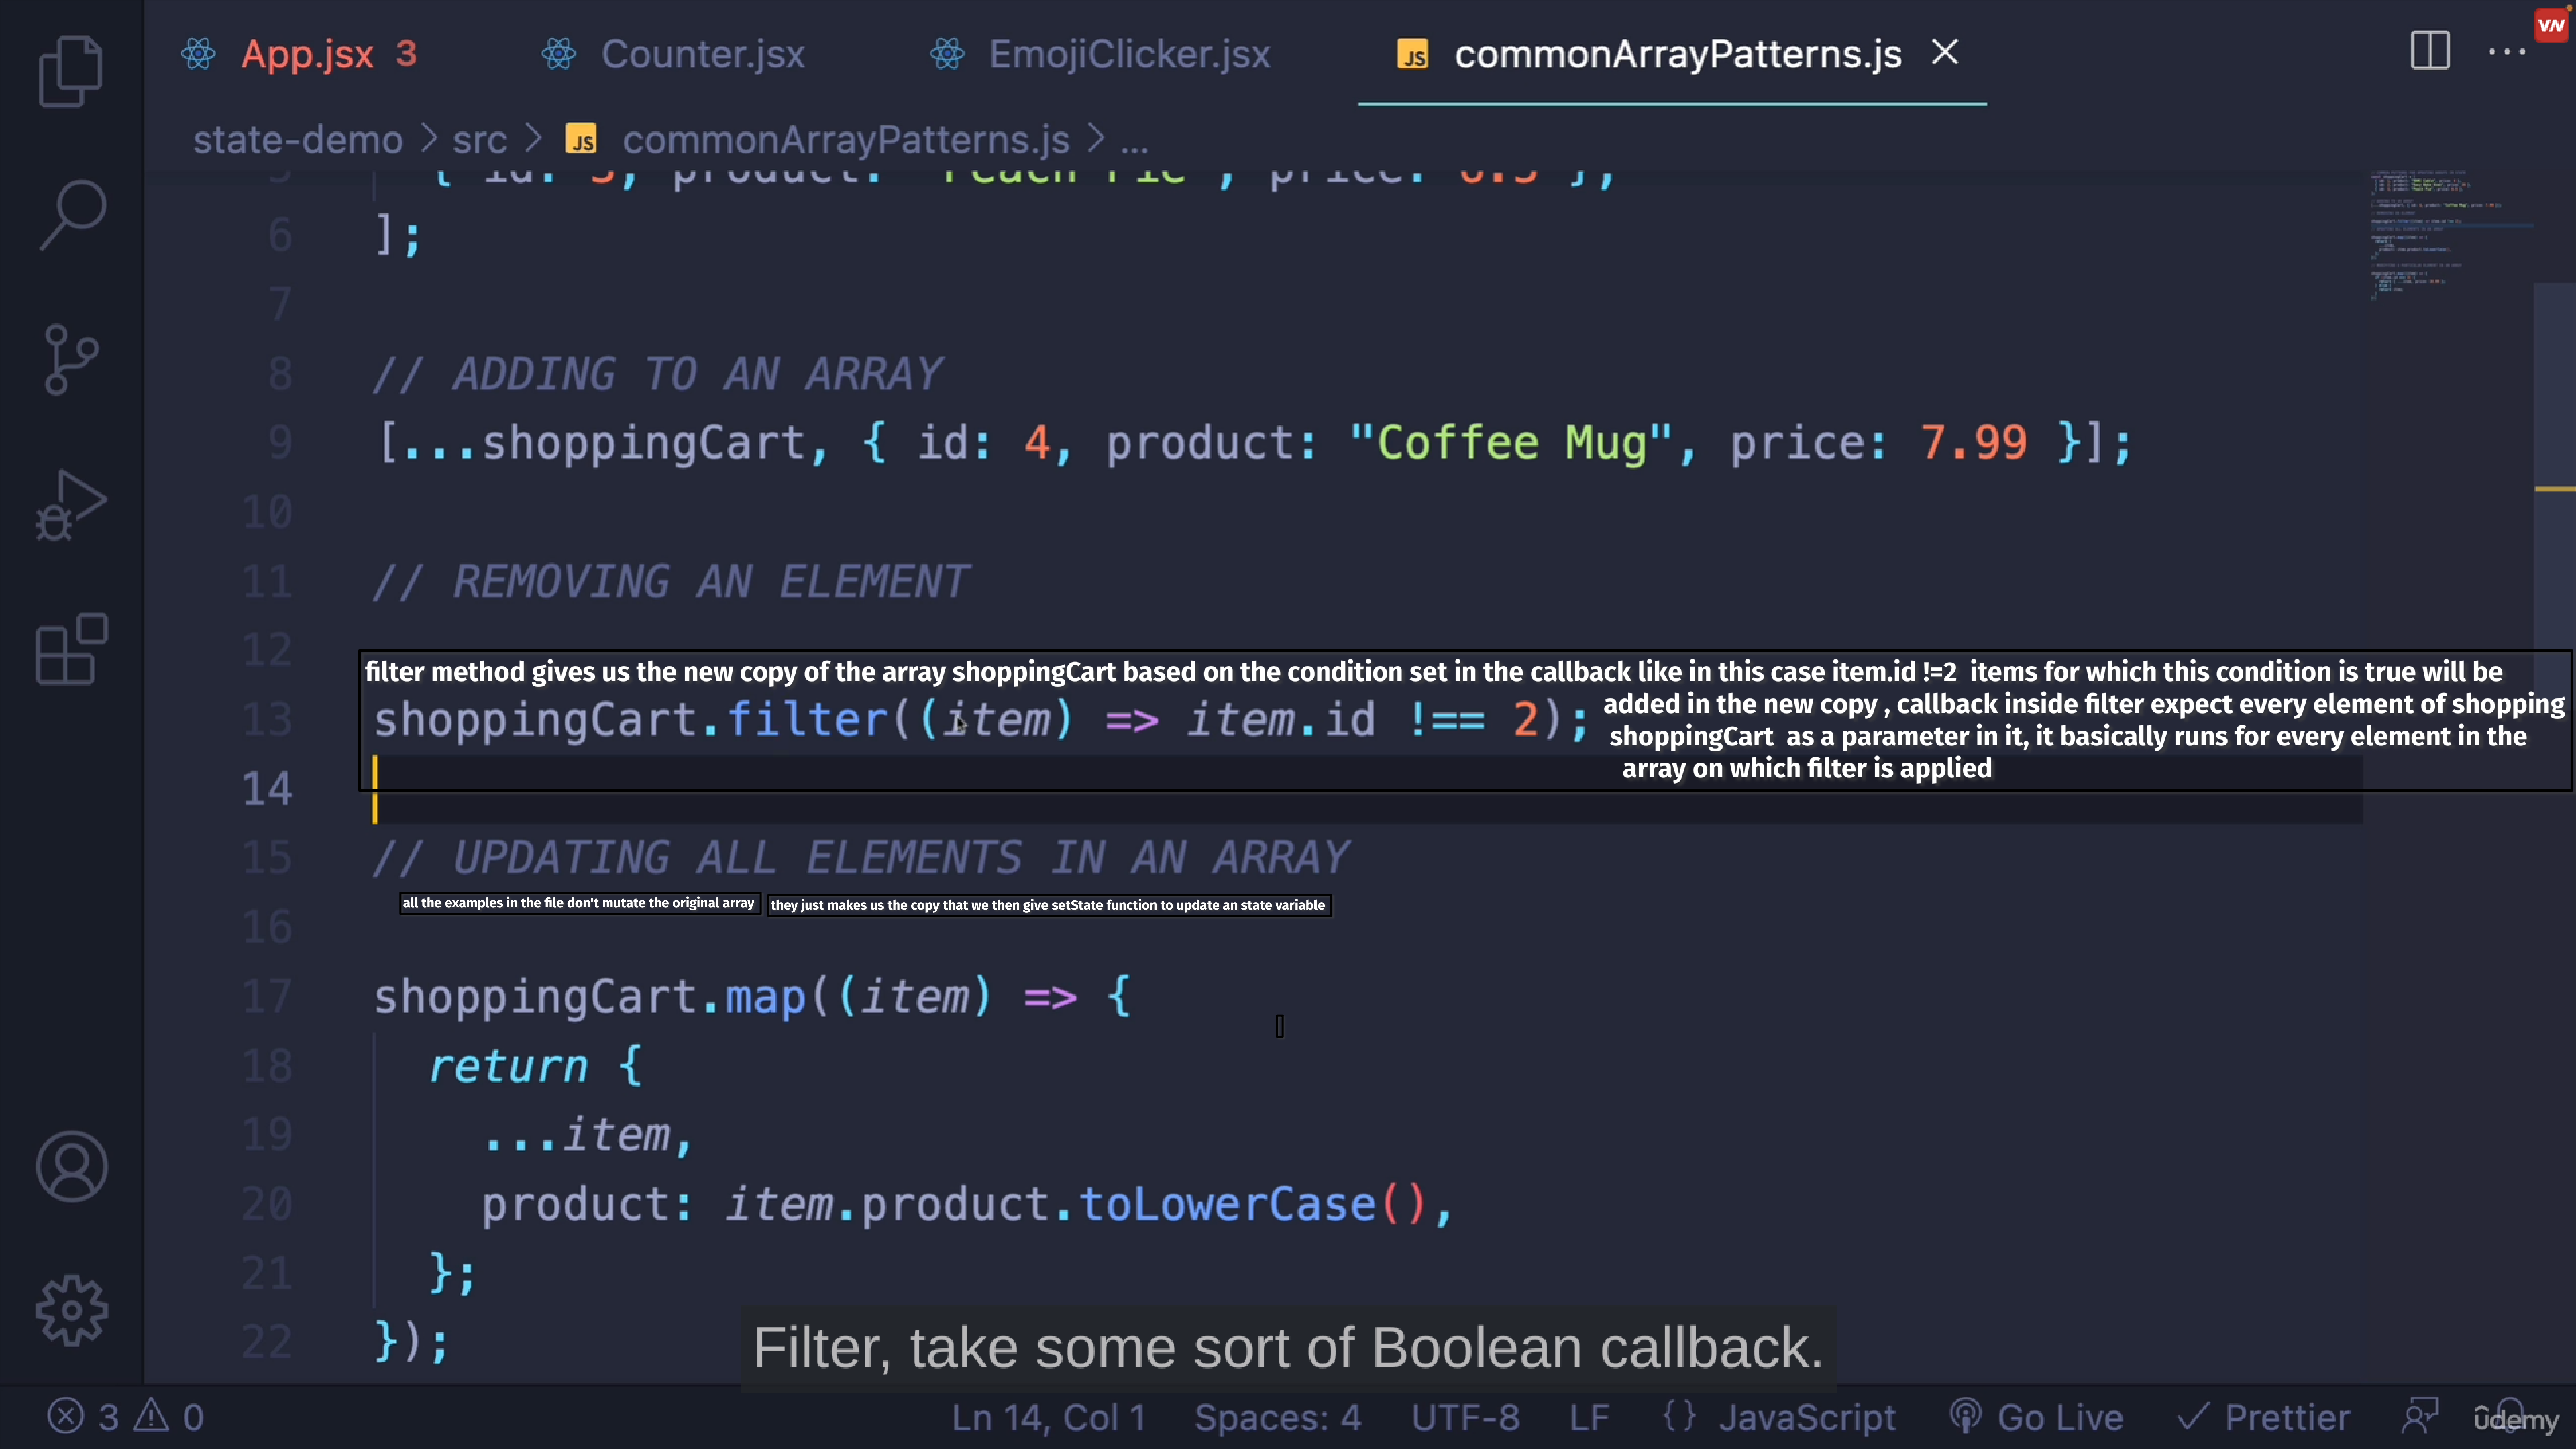 App.jsx 3 Counter.jsx EmojiClicker.jsx JS commonArrayPatterns.js
VN
state-demo > src > JS commonArrayPatterns.js > ...
6 ];
7
8 // ADDING TO AN ARRAY
9 [...shoppingCart, { id: 4, product: "Coffee Mug", price: 7.99 }];
10
11 // REMOVING AN ELEMENT
12
filter method gives us the new copy of the array shoppingCart based on the condition set in the callback like in this case item.id !=2 items for which this condition is true will be
added in the new copy , callback inside filter expect every element of shopping
13 shoppingCart.filter((item) => item.id !== 2);
shoppingCart as a parameter in it, it basically runs for every element in the
array on which filter is applied
14
15 // UPDATING ALL ELEMENTS IN AN ARRAY
all the examples in the file don't mutate the original array they just makes us the copy that we then give setState function to update an state variable
16
17 shoppingCart.map((item) => {
18 return {
19 ...item,
20 product: item.product.toLowerCase(),
21 };
22 });
Filter, take some sort of Boolean callback.
3 0 Ln 14, Col 1 Spaces: 4 UTF-8 LF {} JavaScript Go Live Prettier ûdemy